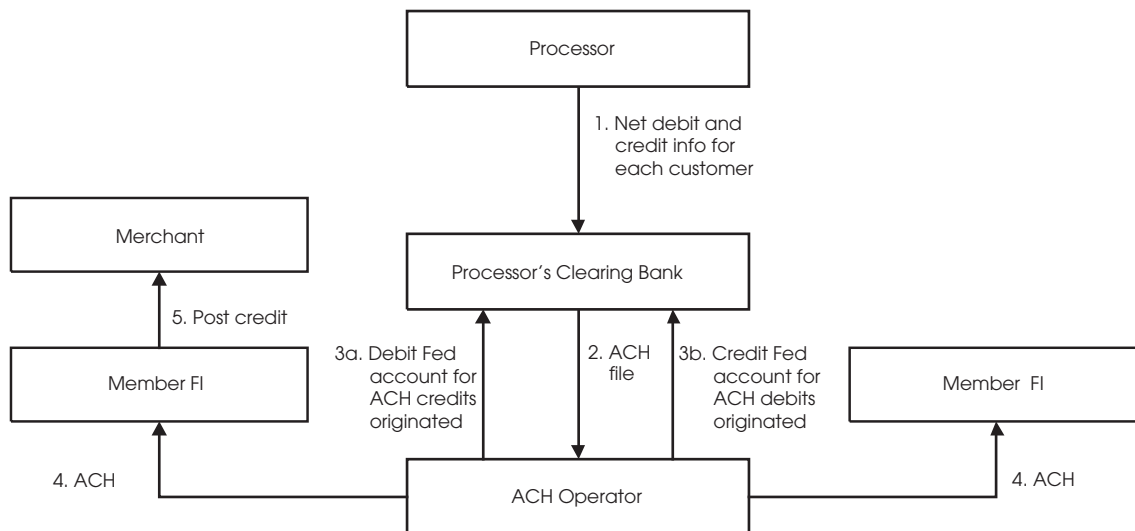 Processor
1. Net debit and
credit info for
each customer
Merchant
Processor's Clearing Bank
5. Post credit
3a. Debit Fed
account for
ACH credits
originated
2. ACH
file
3b. Credit Fed
account for
ACH debits
originated
Member FI
Member FI
4. ACH
ACH Operator
4. ACH